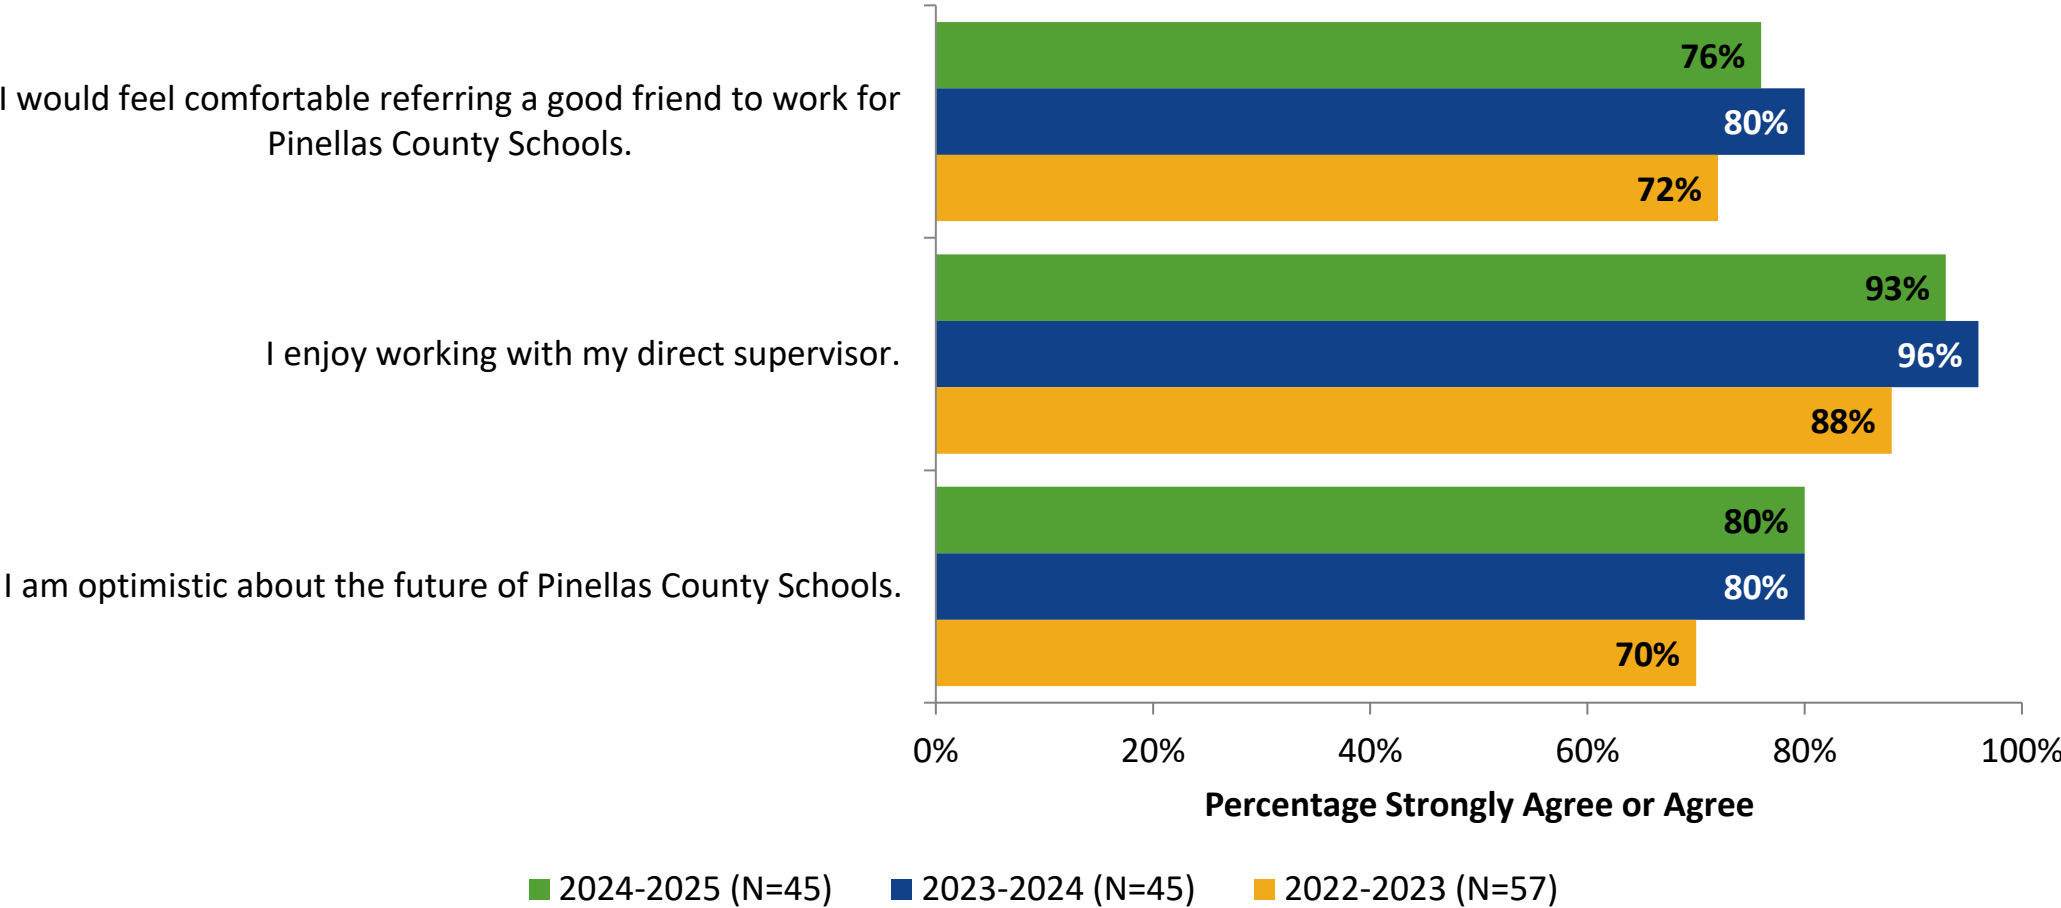 76%
I would feel comfortable referring a good friend to work for
Pinellas County Schools.
80%
72%
93%
I enjoy working with my direct supervisor.
96%
88%
80%
I am optimistic about the future of Pinellas County Schools.
80%
70%
0% 20% 40% 60% 80% 100%
Percentage Strongly Agree or Agree
2024-2025 (N=45) 2023-2024 (N=45) 2022-2023 (N=57)